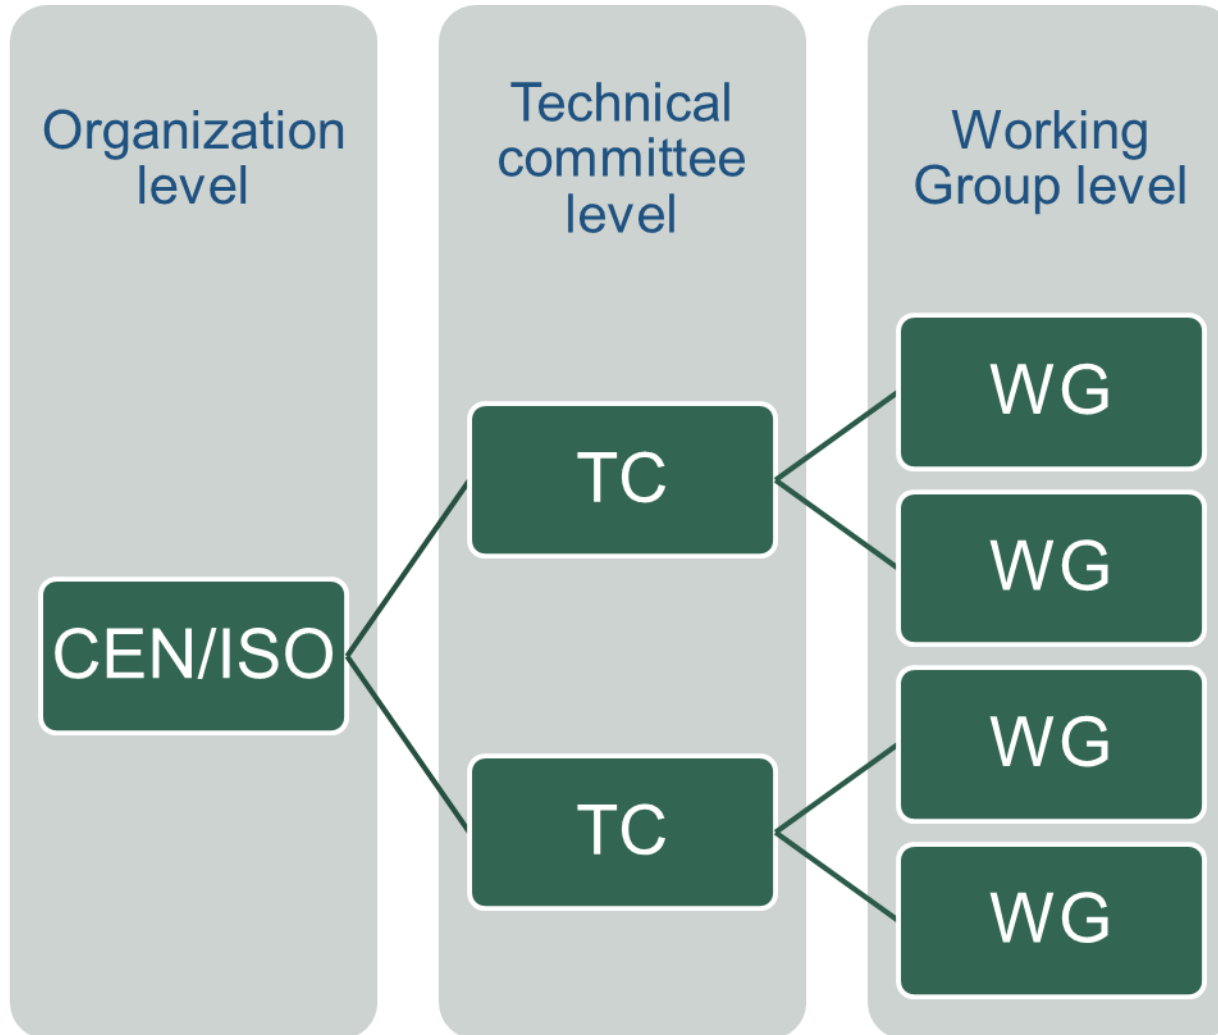 Organization
level
Technical
committee
level
Working
Group level
CEN/ISO
TC
TC
WG
WG
WG
WG